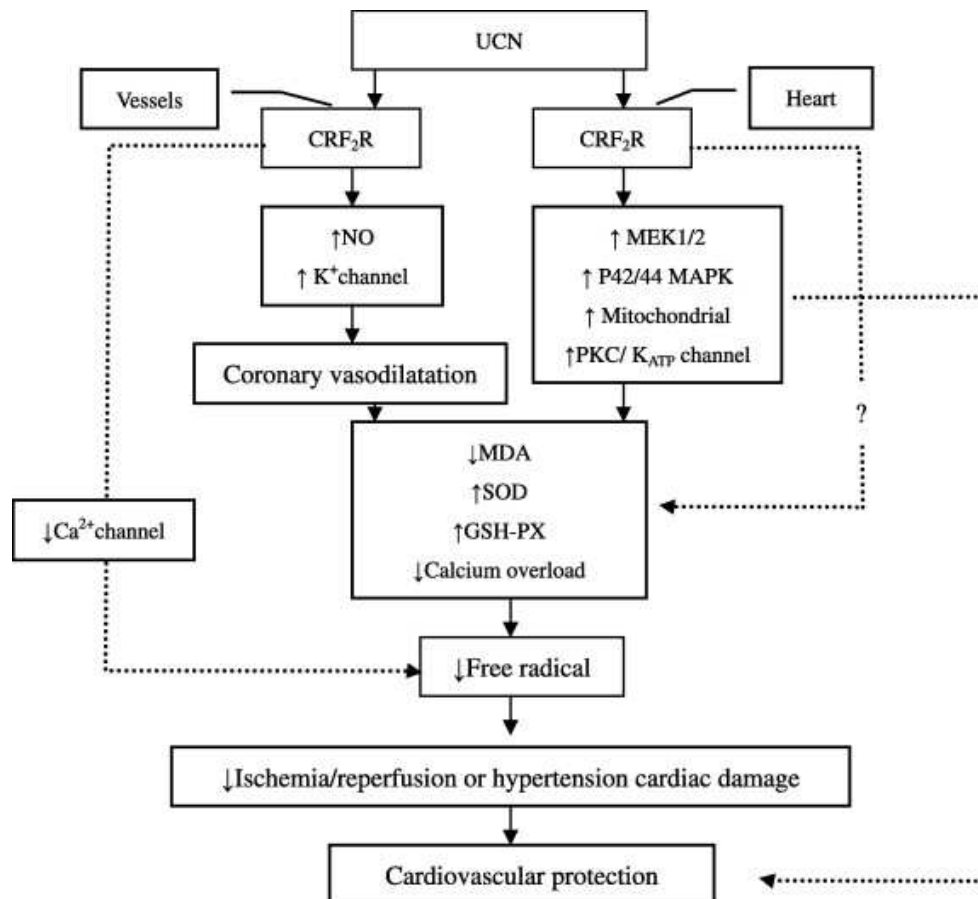 UCN
Vessels
Heart
CRF₂R
CRF₂R
↑NO
↑ K⁺channel
↑ MEK1/2
↑ P42/44 MAPK
↑ Mitochondrial
↑PKC/ K_ATP channel
Coronary vasodilatation
?
↓MDA
↑SOD
↑GSH-PX
↓Calcium overload
↓Ca²⁺channel
↓Free radical
↓Ischemia/reperfusion or hypertension cardiac damage
Cardiovascular protection